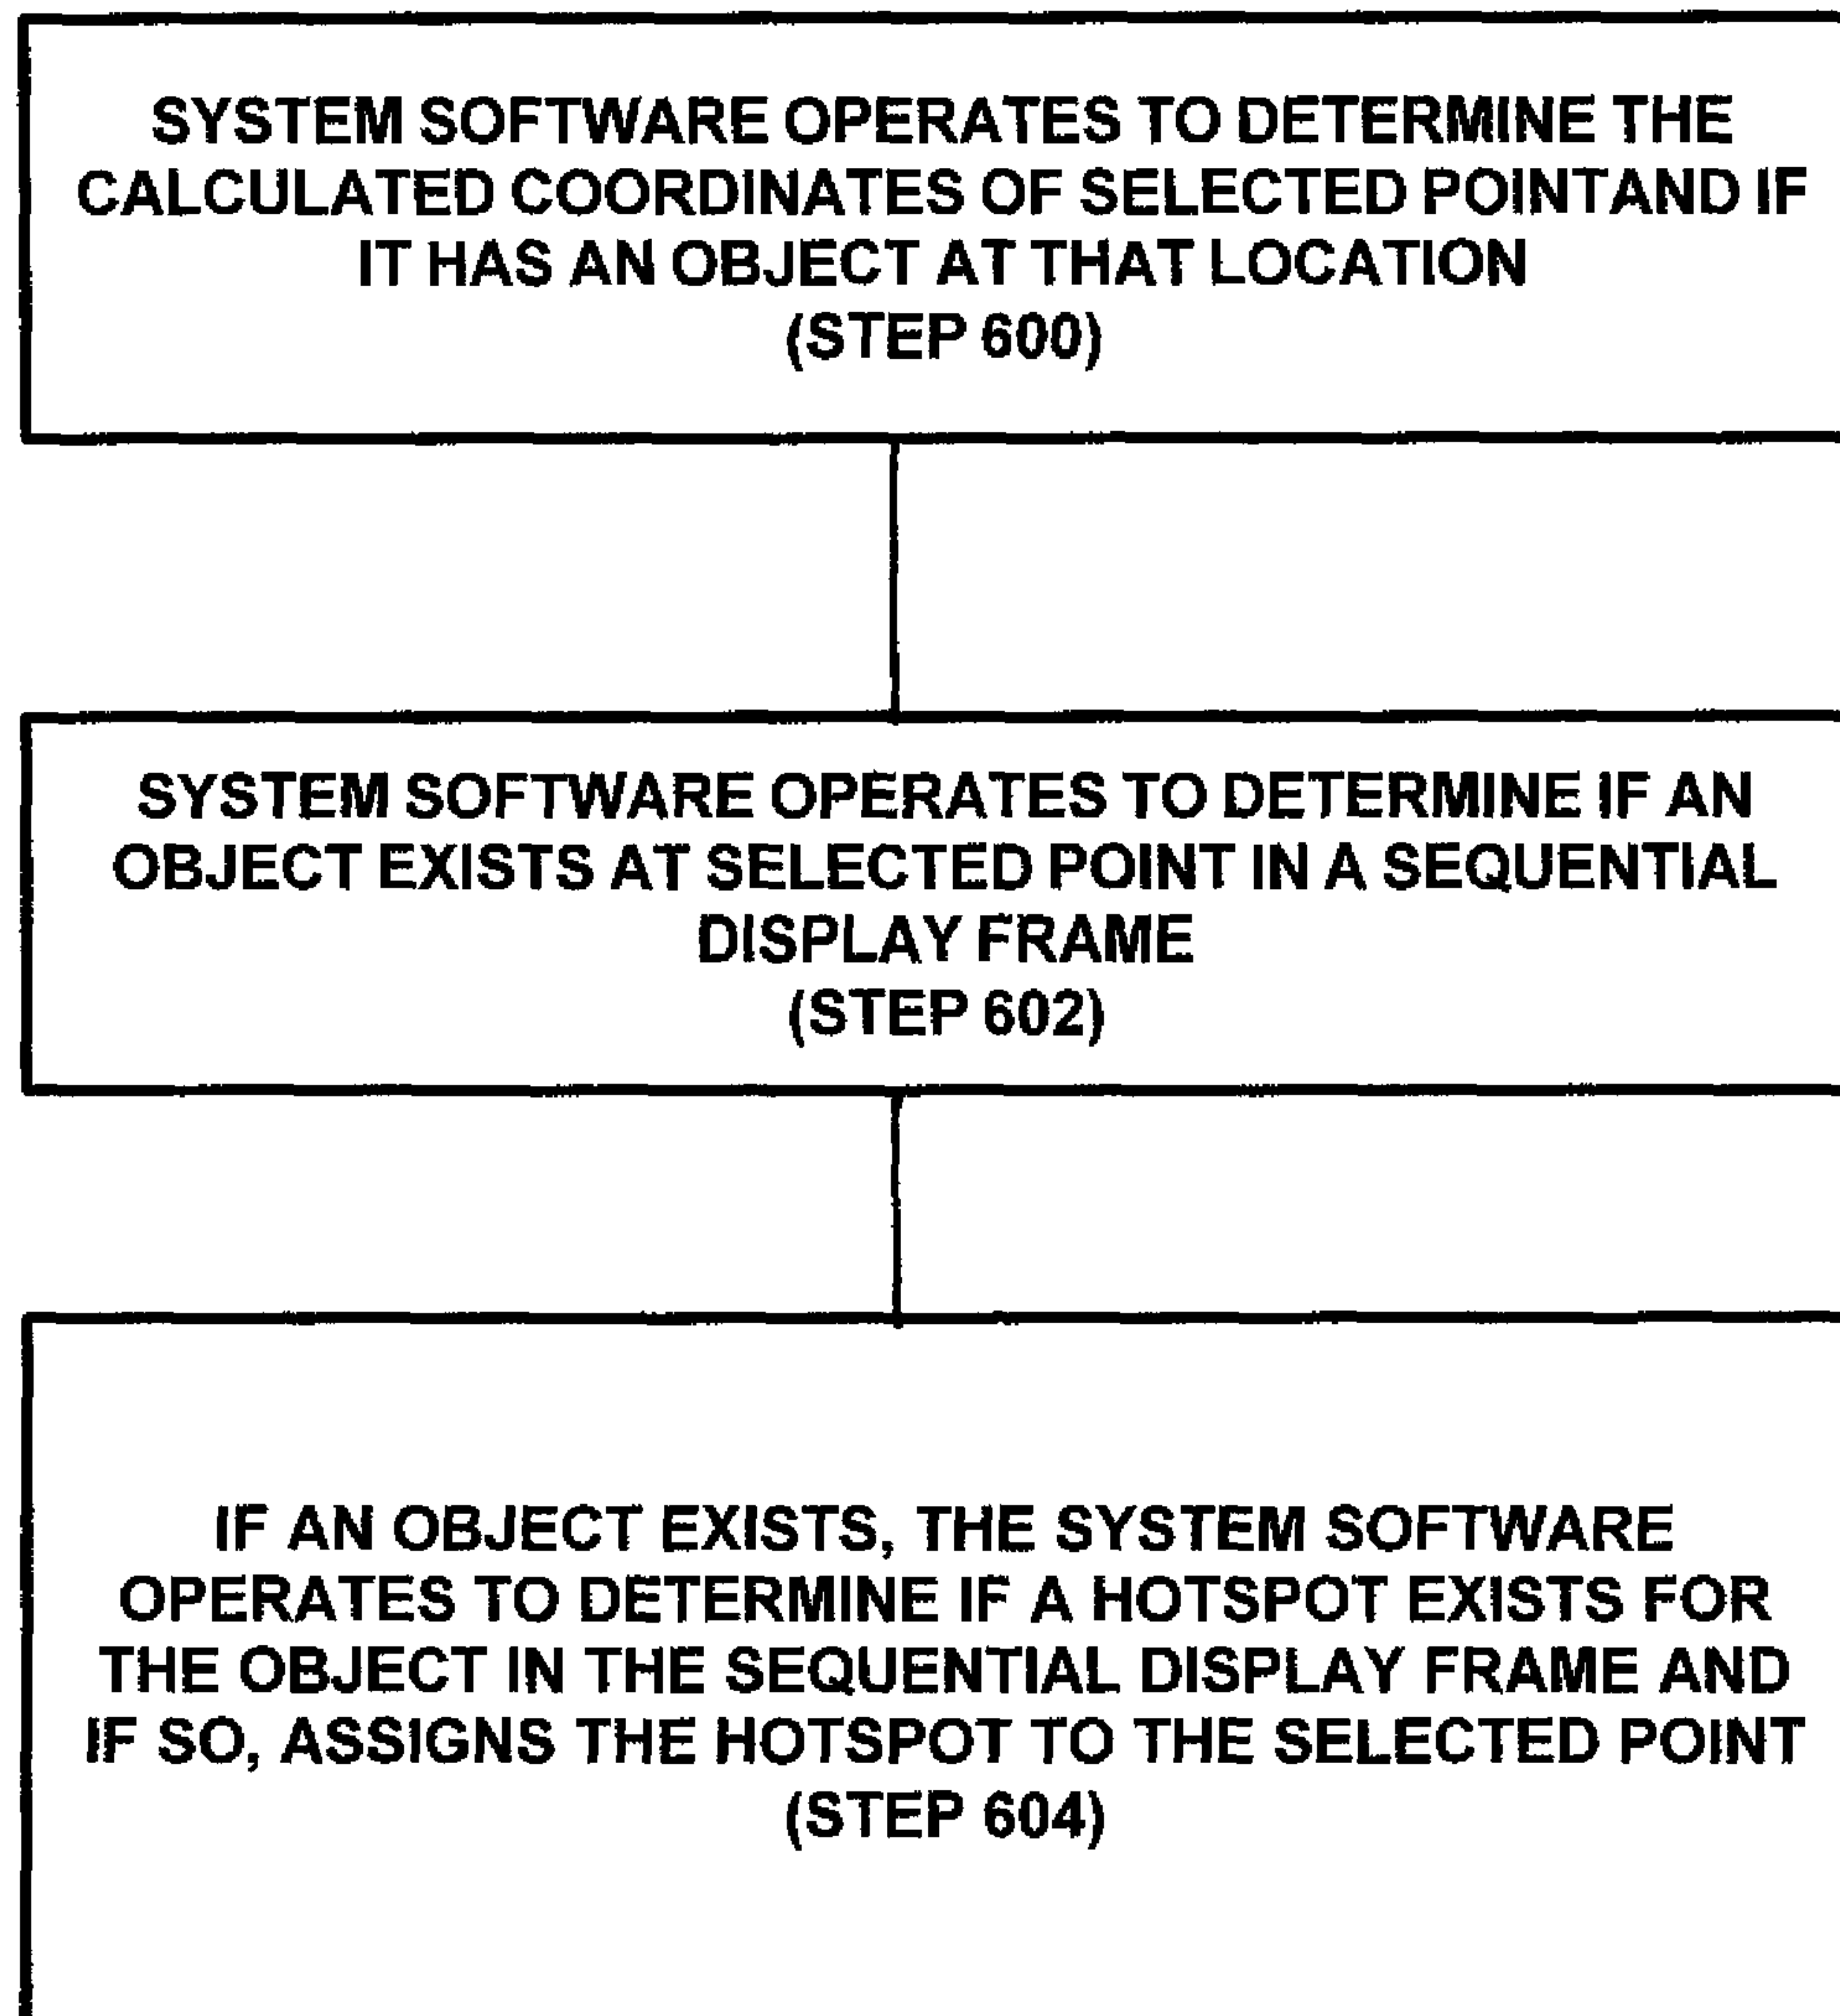 SYSTEM SOFTWARE OPERATES TO DETERMINE THE
CALCULATED COORDINATES OF SELECTED POINTAND IF
IT HAS AN OBJECT AT THAT LOCATION
(STEP 600)
SYSTEM SOFTWARE OPERATES TO DETERMINE IF AN
OBJECT EXISTS AT SELECTED POINT IN A SEQUENTIAL
DISPLAY FRAME
(STEP 602)
IF AN OBJECT EXISTS, THE SYSTEM SOFTWARE
OPERATES TO DETERMINE IF A HOTSPOT EXISTS FOR
THE OBJECT IN THE SEQUENTIAL DISPLAY FRAME AND
IF SO, ASSIGNS THE HOTSPOT TO THE SELECTED POINT
(STEP 604)